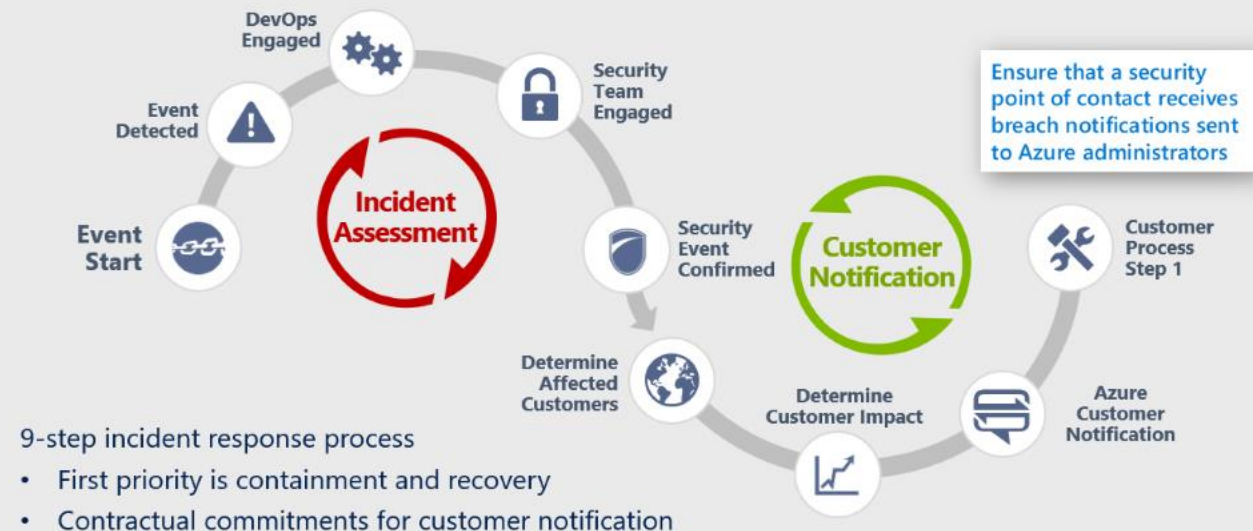 DevOps
Engaged
Event
Detected
Security
Team
Engaged
Ensure that a security
point of contact receives
breach notifications sent
to Azure administrators
Event
Start
Incident
Assessment
Security
Event
Confirmed
Customer
Notification
Customer
Process
Step 1
Determine
Affected
Customers
Determine
Customer Impact
Azure
Customer
Notification
9-step incident response process
• First priority is containment and recovery
• Contractual commitments for customer notification